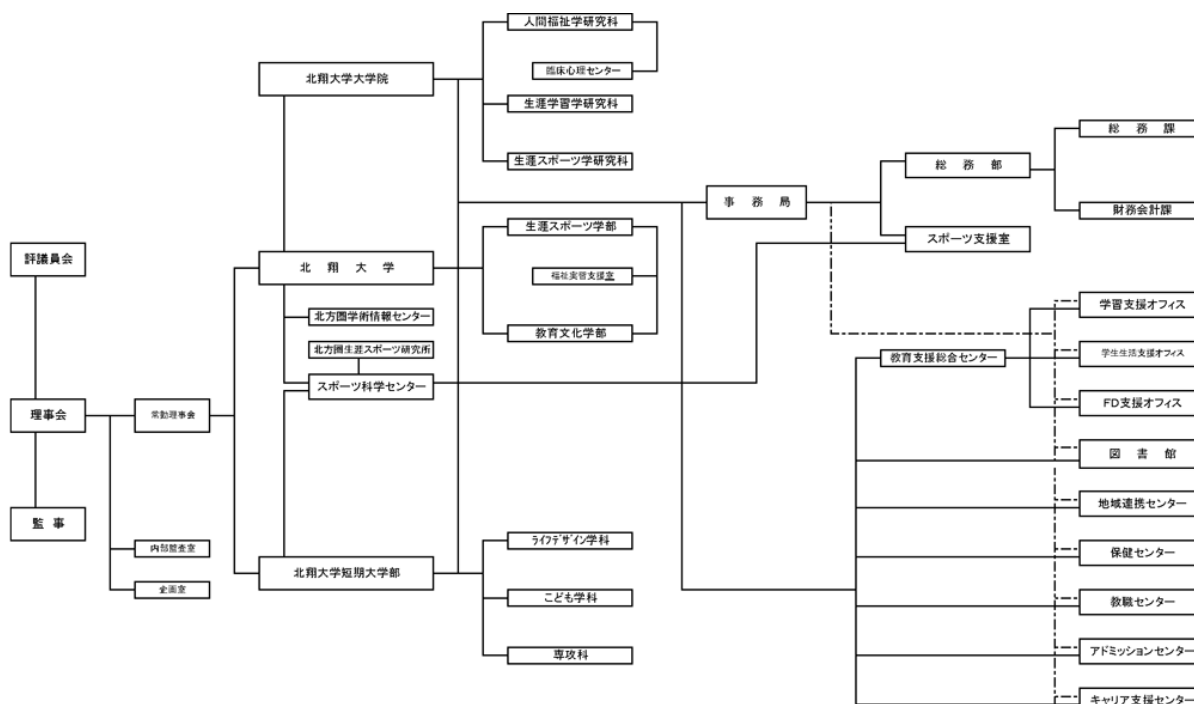 人間福祉学研究科
臨床心理センター
北翔大学大学院
生涯学習学研究科
生涯スポーツ学研究科
総務課
総務部
財務会計課
事務局
スポーツ支援室
評議員会
北翔大学
生涯スポーツ学部
福祉実習支援室
教育文化学部
北方圏学術情報センター
北方圏生涯スポーツ研究所
スポーツ科学センター
学習支援オフィス
教育支援総合センター
学生生活支援オフィス
FD支援オフィス
理事会
常勤理事会
図書館
地域連携センター
監事
内部監査室
企画室
北翔大学短期大学部
ライフデザイン学科
こども学科
専攻科
保健センター
教職センター
アドミッションセンター
キャリア支援センター